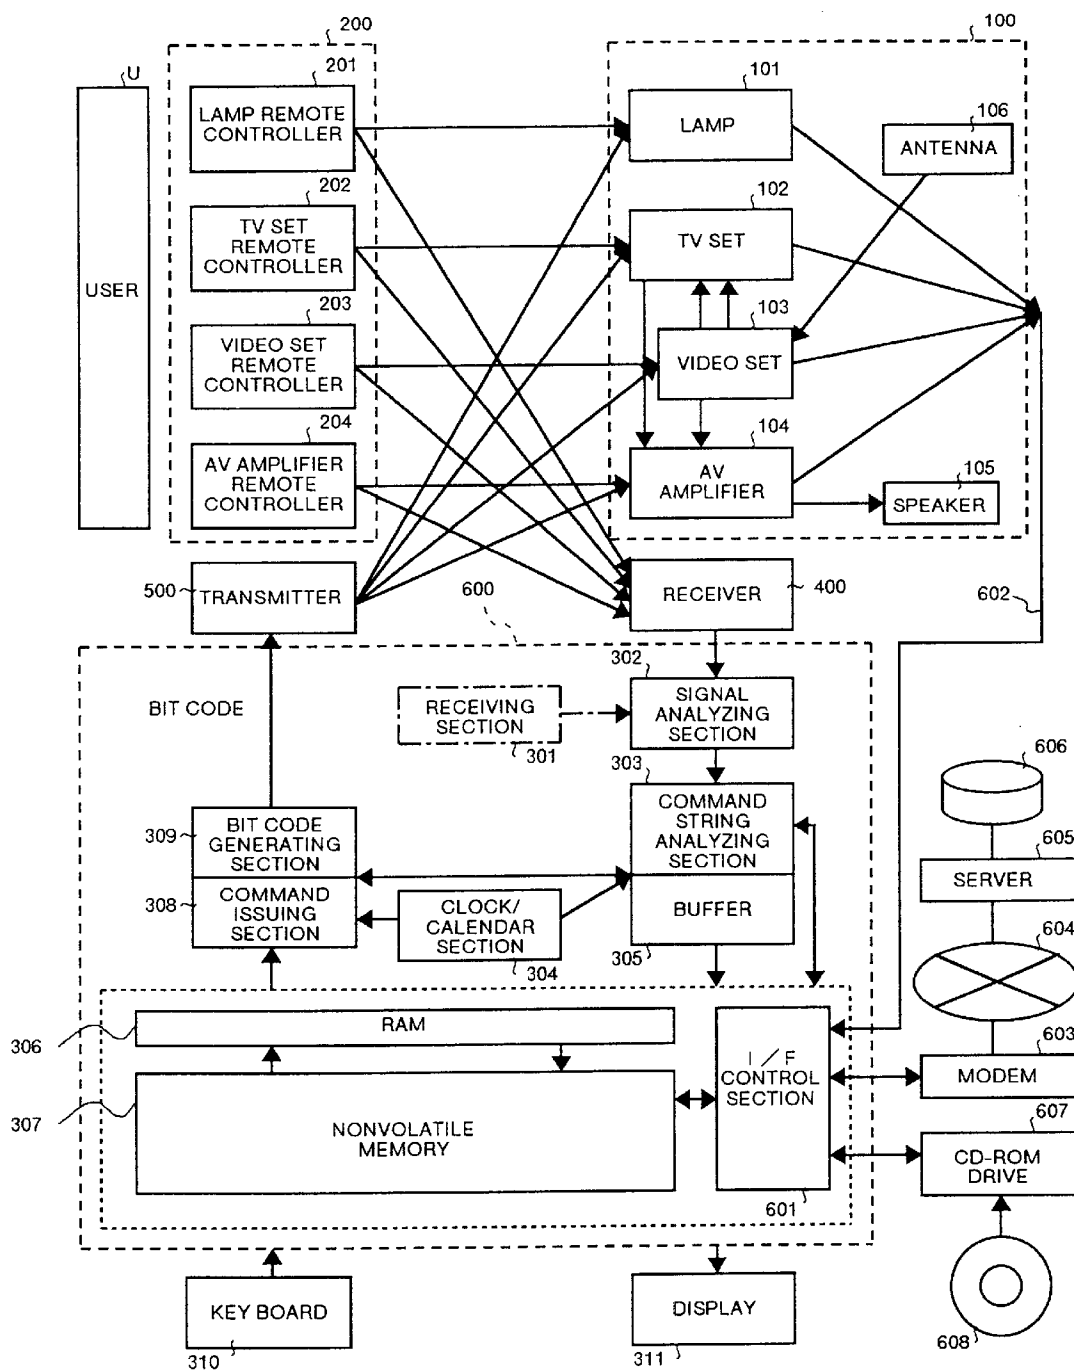 200
100
U
201
101
106
LAMP REMOTE
CONTROLLER
LAMP
ANTENNA
202
102
TV SET
REMOTE
CONTROLLER
TV SET
USER
203
103
VIDEO SET
REMOTE
CONTROLLER
VIDEO SET
204
104
AV AMPLIFIER
REMOTE
CONTROLLER
AV
AMPLIFIER
105
SPEAKER
500
TRANSMITTER
600
RECEIVER
400
602
302
BIT CODE
RECEIVING
SECTION
301
SIGNAL
ANALYZING
SECTION
303
606
309
BIT CODE
GENERATING
SECTION
COMMAND
STRING
ANALYZING
SECTION
605
SERVER
308
COMMAND
ISSUING
SECTION
CLOCK/
CALENDAR
SECTION
304
BUFFER
305
604
306
RAM
I/F
CONTROL
SECTION
603
MODEM
307
NONVOLATILE
MEMORY
607
CD-ROM
DRIVE
601
KEY BOARD
310
DISPLAY
311
608